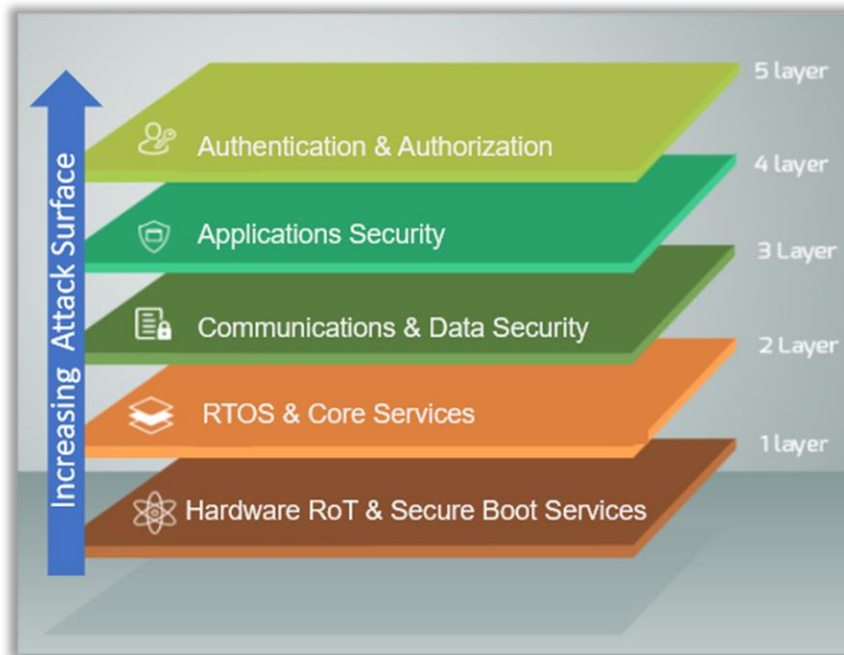 5 layer
Authentication & Authorization
4 layer
Applications Security
3 Layer
Communications & Data Security
2 Layer
RTOS & Core Services
1 layer
Hardware RoT & Secure Boot Services
Increasing Attack Surface